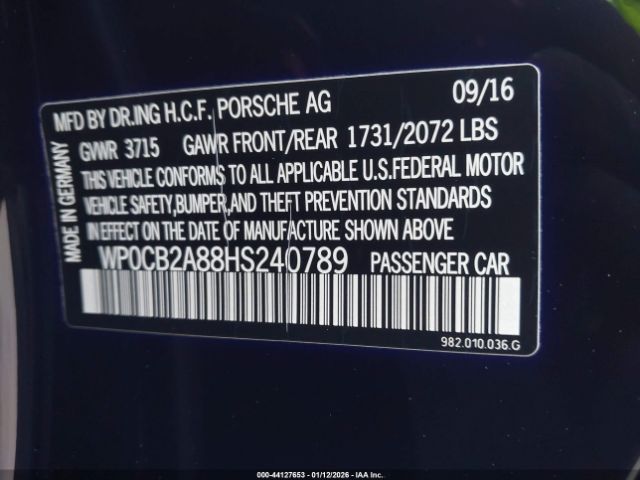 MFD BY DR.ING H.C.F. PORSCHE AG 09/16
GVWR 3715 GAWR FRONT/REAR 1731/2072 LBS
THIS VEHICLE CONFORMS TO ALL APPLICABLE U.S.FEDERAL MOTOR
VEHICLE SAFETY,BUMPER,AND THEFT PREVENTION STANDARDS
IN EFFECT ON THE DATE OF MANUFACTURE SHOWN ABOVE
WP0CB2A88HS240789 PASSENGER CAR
982.010.036.G
MADE IN GERMANY
000-44127653 - 01/12/2026 - IAA Inc.